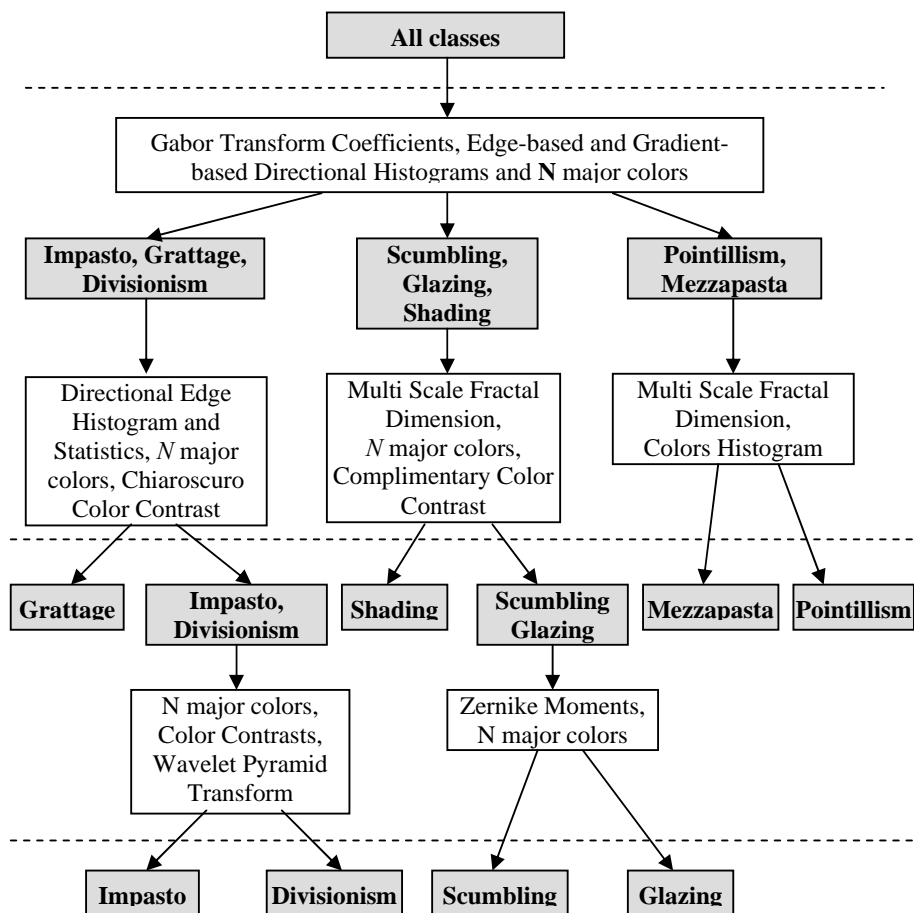 All classes
Gabor Transform Coefficients, Edge-based and Gradient-
based Directional Histograms and N major colors
Impasto, Grattage,
Divisionism
Scumbling,
Glazing,
Shading
Pointillism,
Mezzapasta
Directional Edge
Histogram and
Statistics, N major
colors, Chiaroscuro
Color Contrast
Multi Scale Fractal
Dimension,
N major colors,
Complimentary Color
Contrast
Multi Scale Fractal
Dimension,
Colors Histogram
Grattage
Impasto,
Divisionism
Shading
Scumbling
Glazing
Mezzapasta
Pointillism
N major colors,
Color Contrasts,
Wavelet Pyramid
Transform
Zernike Moments,
N major colors
Impasto
Divisionism
Scumbling
Glazing